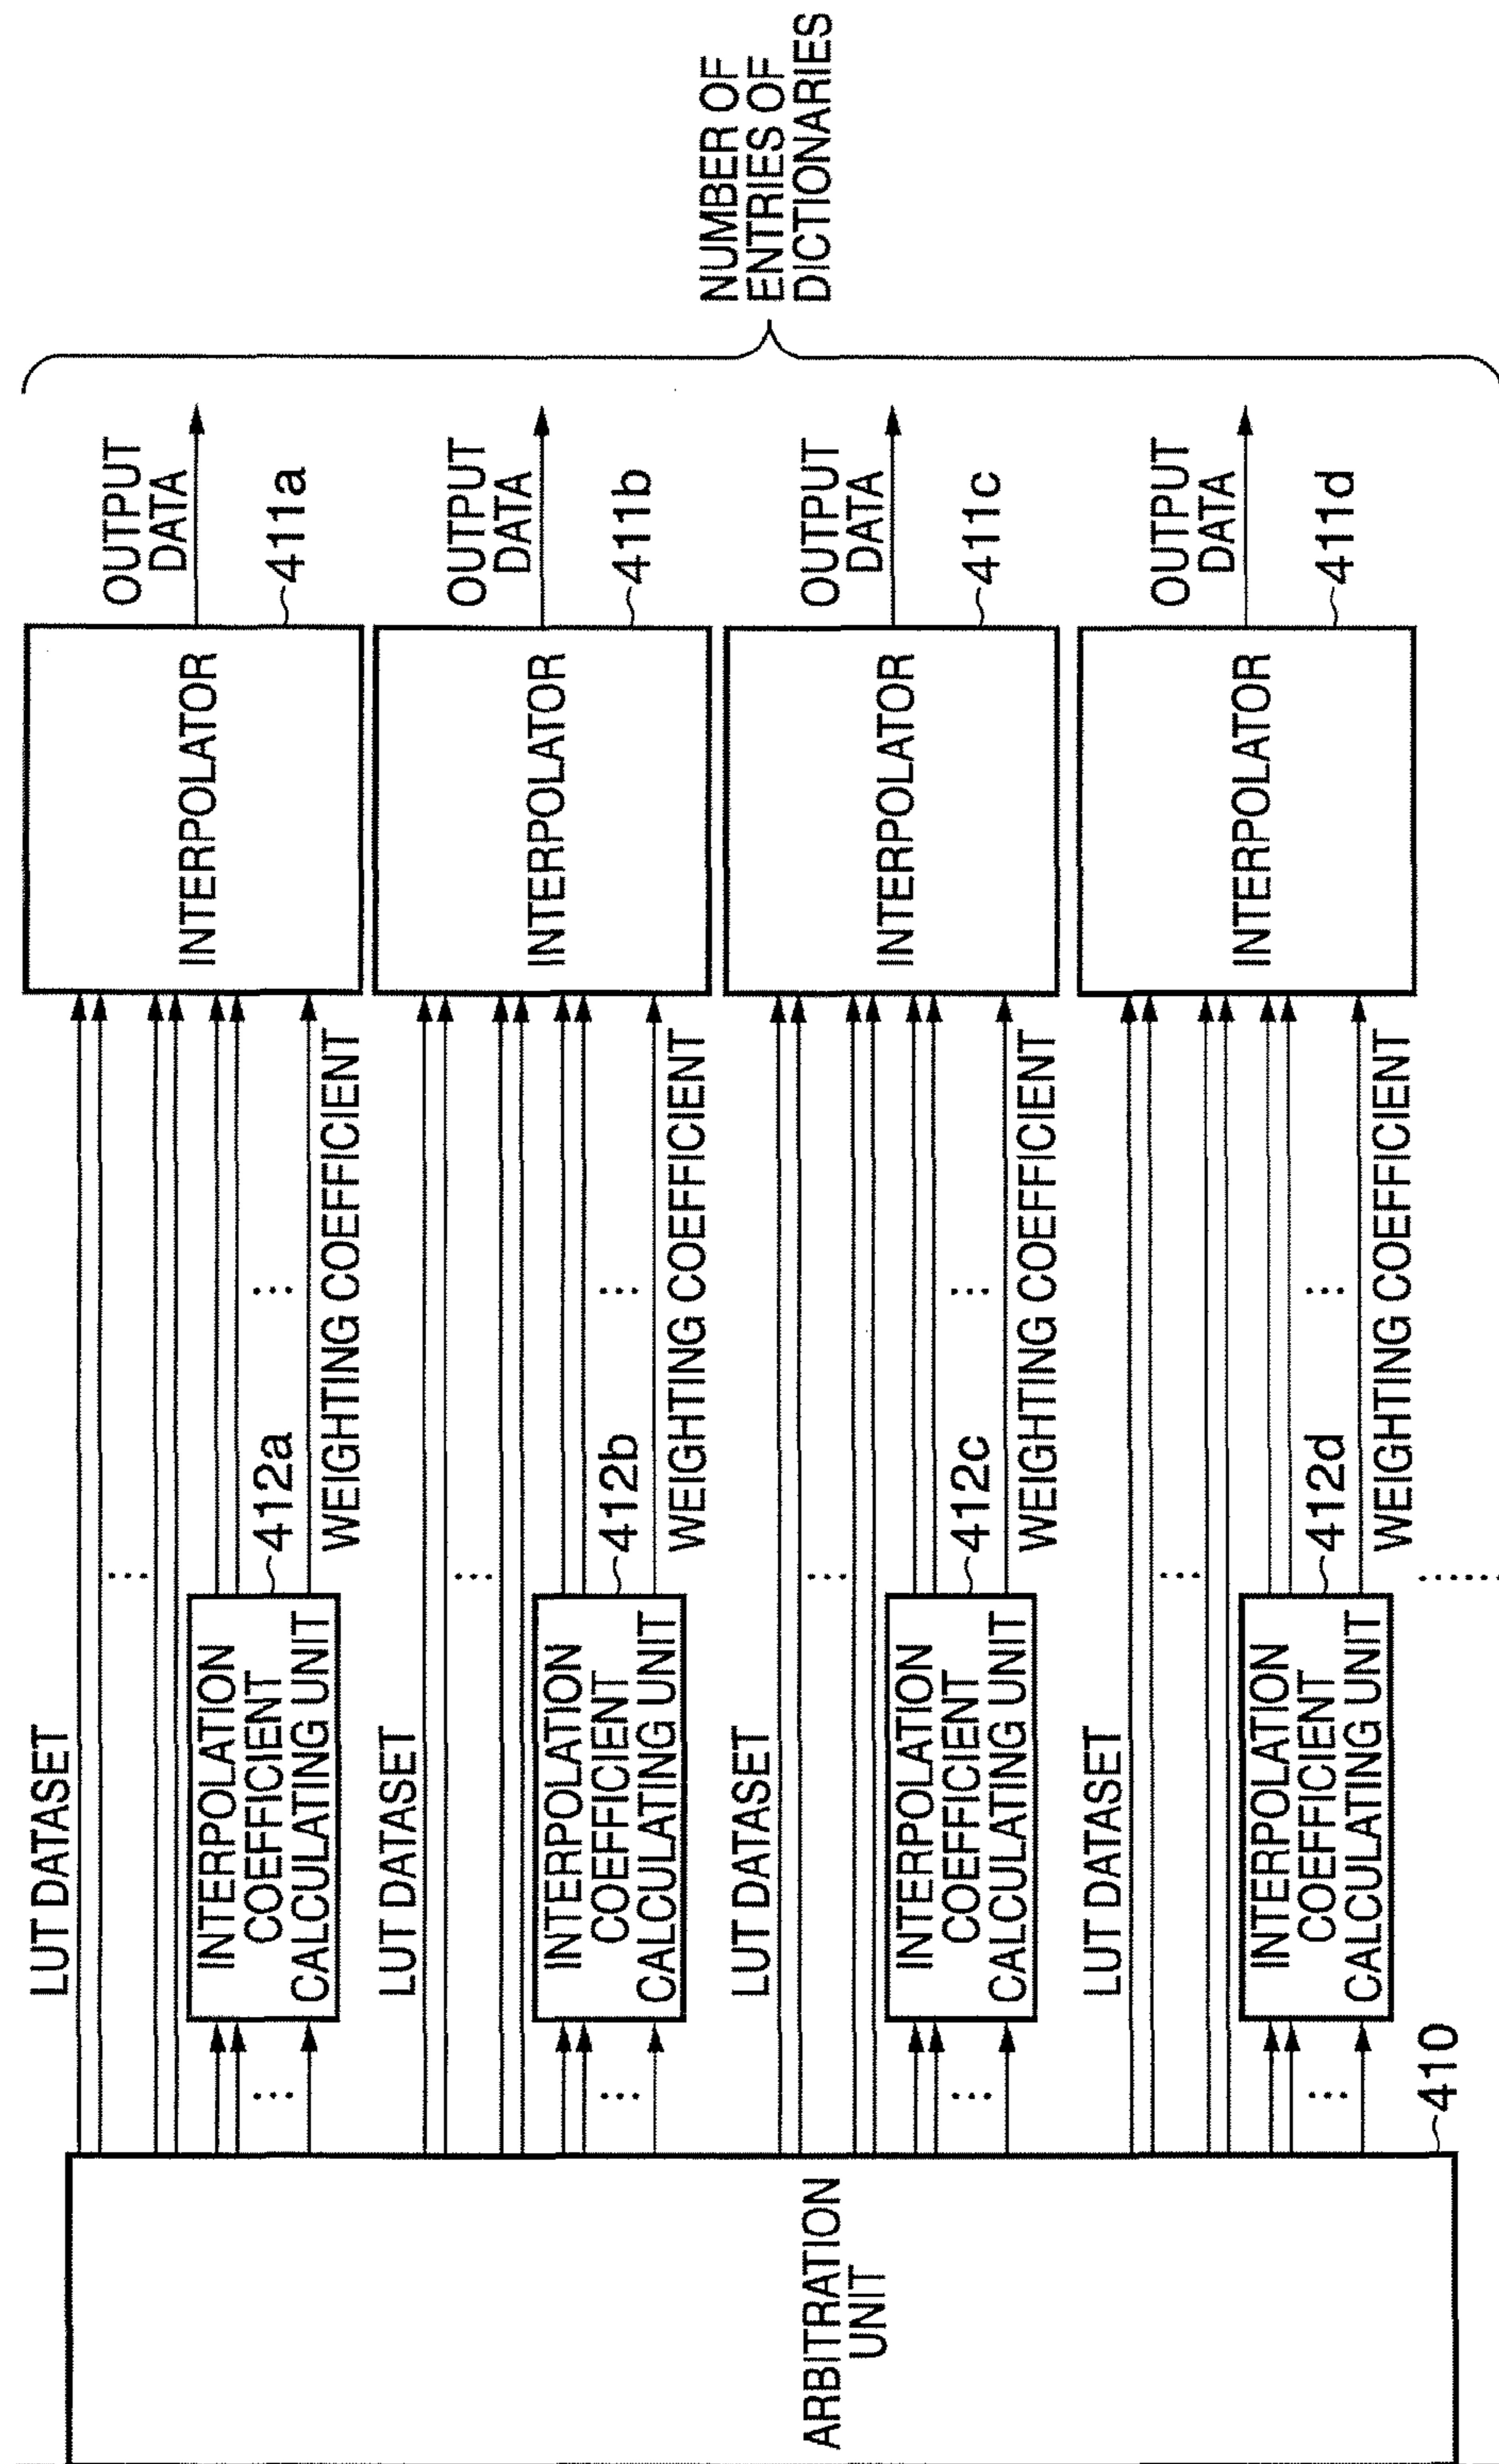 ARBITRATION
UNIT
410
LUT DATASET
INTERPOLATION
COEFFICIENT
CALCULATING UNIT
412a
WEIGHTING COEFFICIENT
INTERPOLATOR
411a
OUTPUT
DATA
LUT DATASET
INTERPOLATION
COEFFICIENT
CALCULATING UNIT
412b
WEIGHTING COEFFICIENT
INTERPOLATOR
411b
OUTPUT
DATA
LUT DATASET
INTERPOLATION
COEFFICIENT
CALCULATING UNIT
412c
WEIGHTING COEFFICIENT
INTERPOLATOR
411c
OUTPUT
DATA
LUT DATASET
INTERPOLATION
COEFFICIENT
CALCULATING UNIT
412d
WEIGHTING COEFFICIENT
INTERPOLATOR
411d
OUTPUT
DATA
NUMBER OF
ENTRIES OF
DICTIONARIES